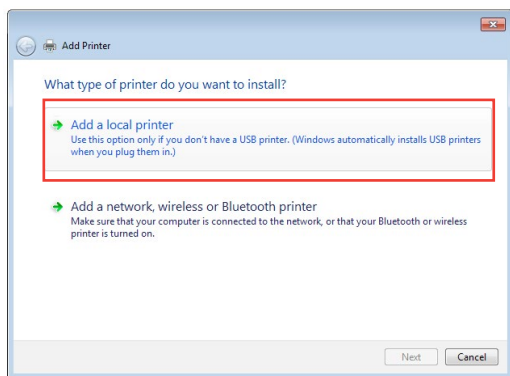 Add Printer
What type of printer do you want to install?
Add a local printer
Use this option only if you don't have a USB printer. (Windows automatically installs USB printers
when you plug them in.)
Add a network, wireless or Bluetooth printer
Make sure that your computer is connected to the network, or that your Bluetooth or wireless
printer is turned on.
Next
Cancel